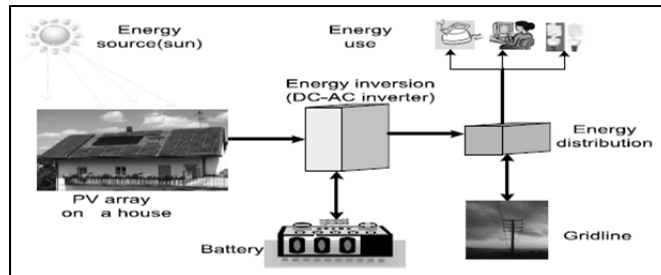 Energy
source(sun)
Energy
use
Energy inversion
(DC-AC inverter)
Energy
distribution
PV array
on a house
Battery
Gridline